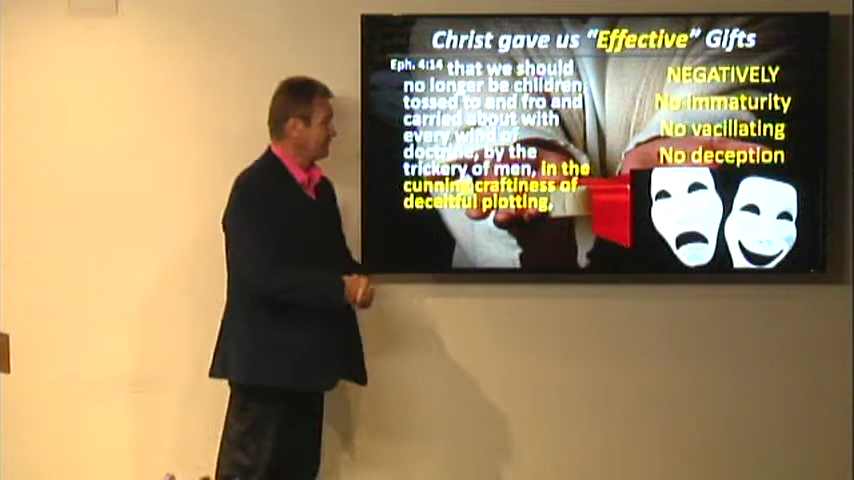 Christ gave us "Effective" Gifts
Eph. 4:14 that we should
no longer be children,
tossed to and fro and
carried about with
every wind of
doctrine, by the
trickery of men, in the
cunning craftiness of
deceitful plotting,
NEGATIVELY
No immaturity
No vacillating
No deception